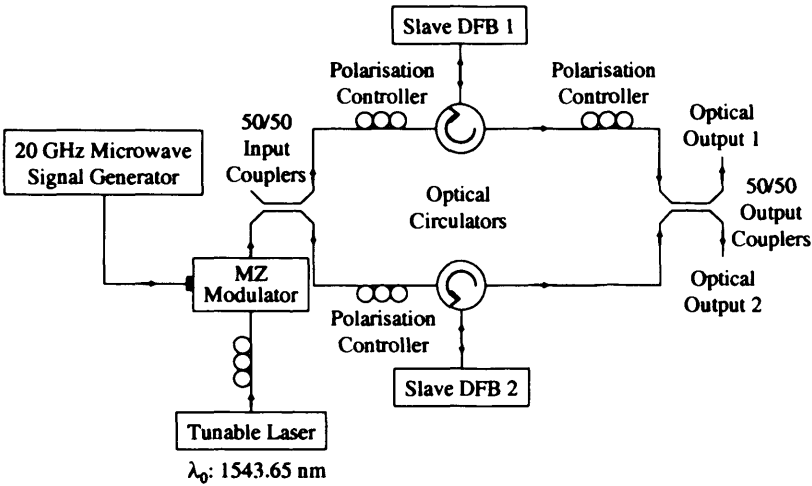 Slave DFB 1
Polarisation
Controller
Polarisation
Controller
50/50
Input
Couplers
Optical
Output 1
20 GHz Microwave
Signal Generator
Optical
Circulators
50/50
Output
Couplers
MZ
Modulator
Optical
Output 2
Polarisation
Controller
Slave DFB 2
Tunable Laser
λ₀: 1543.65 nm